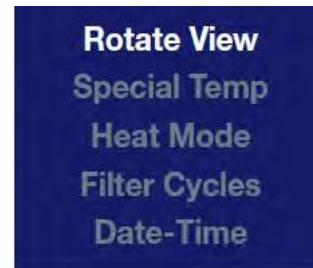 Rotate View
Special Temp
Heat Mode
Filter Cycles
Date-Time